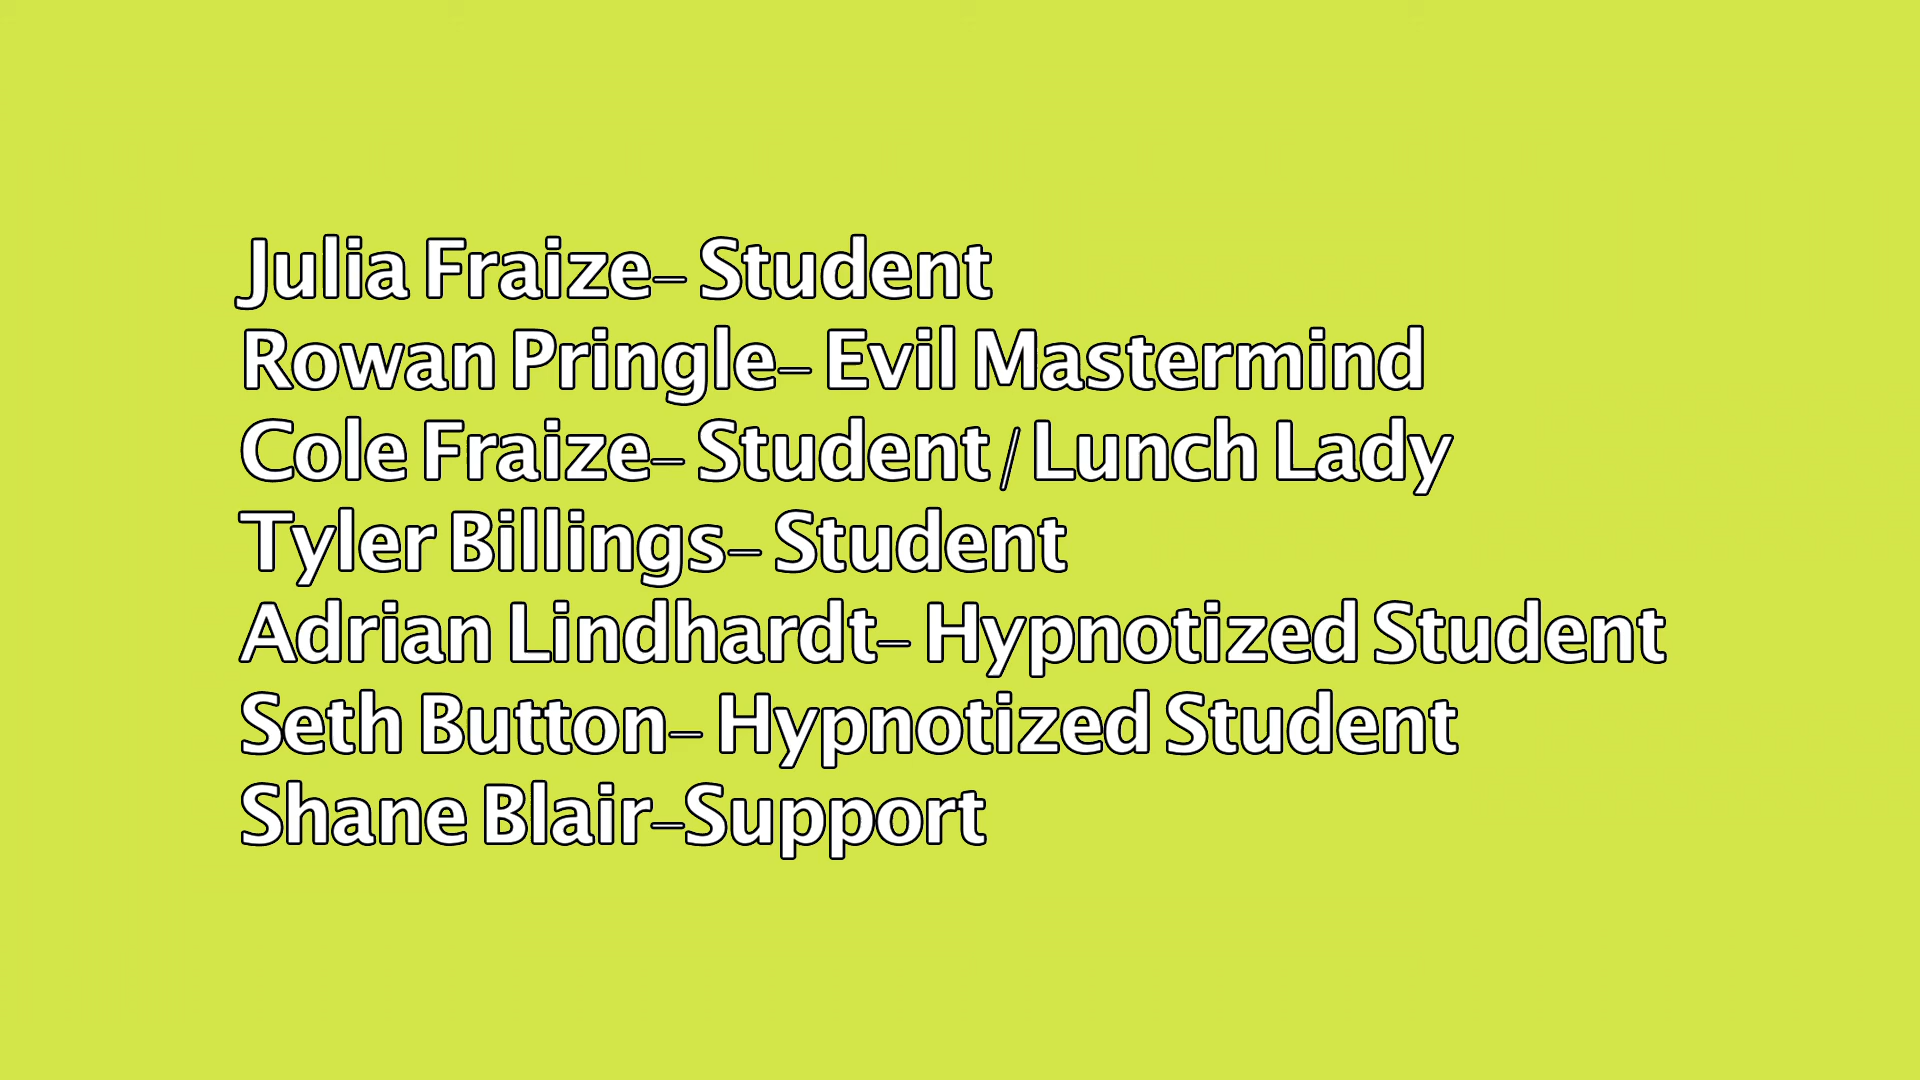 Julia Fraize- Student
Rowan Pringle- Evil Mastermind
Cole Fraize- Student / Lunch Lady
Tyler Billings- Student
Adrian Lindhardt- Hypnotized Student
Seth Button- Hypnotized Student
Shane Blair-Support